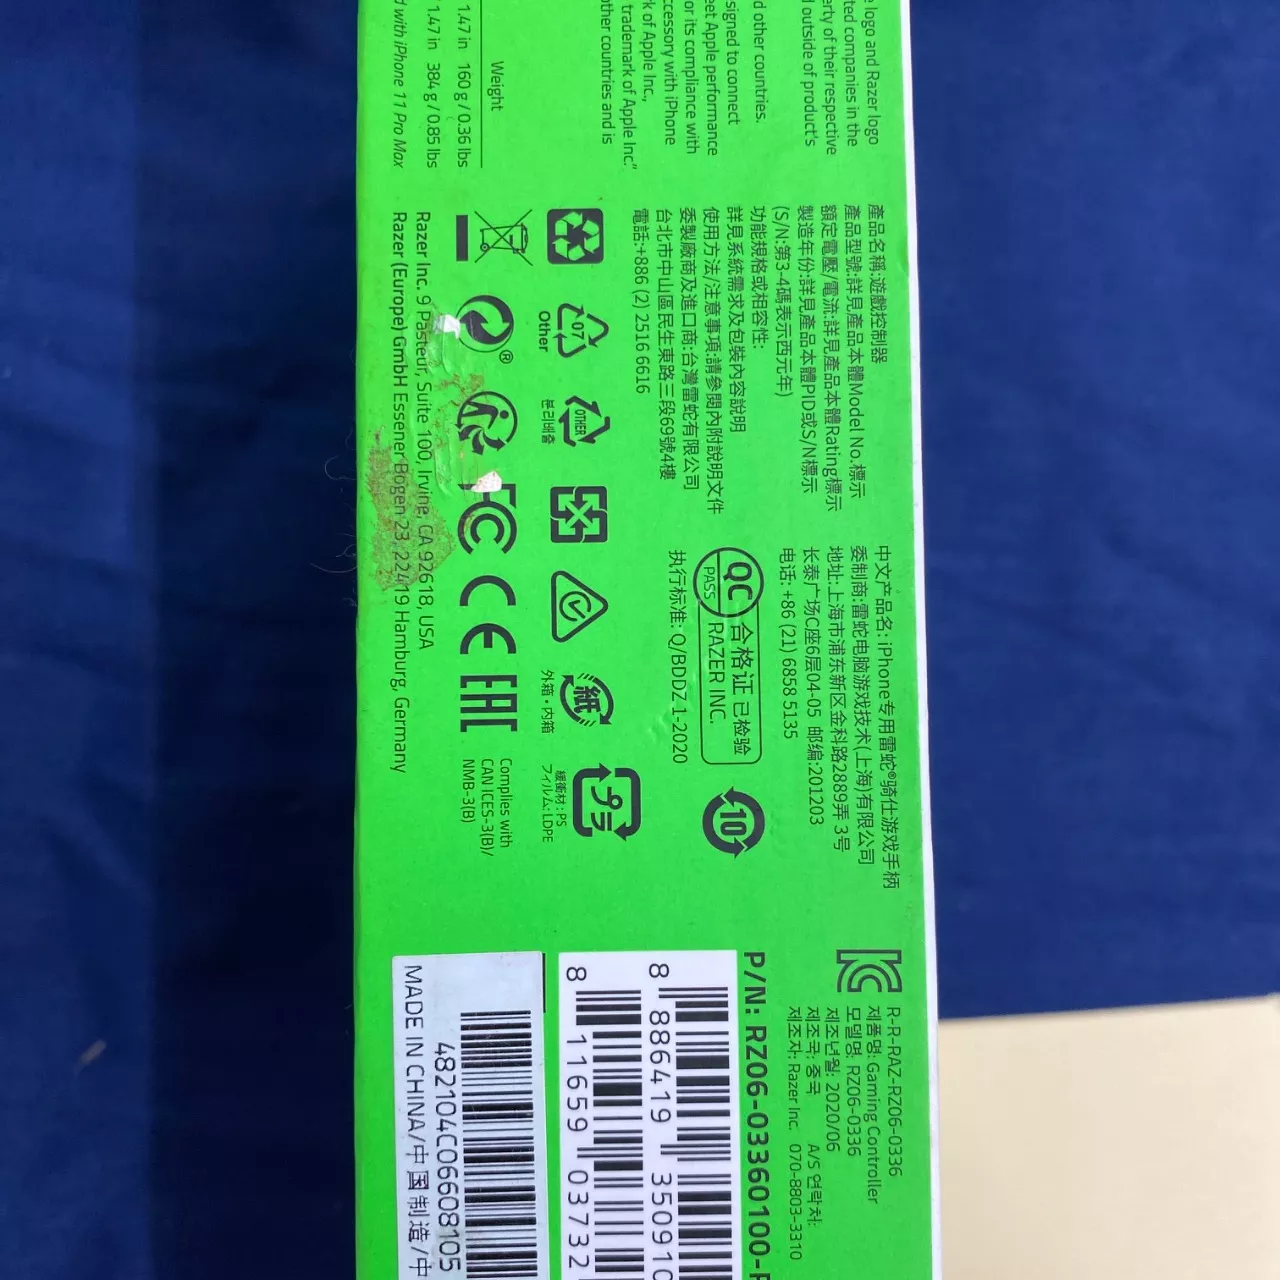 e logo and Razer logo
ted companies in the
erty of their respective
d outside of product's
d other countries.
signed to connect
eet Apple performance
or its compliance with
ccessory with iPhone
k of Apple Inc.,
trademark of Apple Inc."
other countries and is
Weight
1.47 in 160 g / 0.36 lbs
1.47 in 384 g / 0.85 lbs
d with iPhone 11 Pro Max
產品名稱:遊戲控制器
產品型號:詳見產品本體Model No.標示
額定電壓/電流:詳見產品本體Rating標示
製造年份:詳見產品本體PID或S/N標示
(S/N:第3-4碼表示西元年)
功能規格或相容性:
詳見系統需求及包裝內容說明
使用方法/注意事項:請參閱內附說明文件
委製廠商及進口商:台灣雷蛇有限公司
台北市中山區民生東路三段69號4樓
電話:+886 (2) 2516 6616
07
Other
OTHER
분리배출
紙
外箱・内箱
プラ
緩衝材 : PS
フィルム: LDPE
®
FC
CE
EAC
Complies with
CAN ICES-3(B)/
NMB-3(B)
Razer Inc. 9 Pasteur, Suite 100, Irvine, CA 92618, USA
Razer (Europe) GmbH Essener Bogen 23, 22419 Hamburg, Germany
中文产品名: iPhone专用雷蛇®骑仕游戏手柄
委制商:雷蛇电脑游戏技术(上海)有限公司
地址:上海市浦东新区金科路2889弄 3号
长泰广场C座6层04-05 邮编:201203
电话: +86 (21) 6858 5135
QC PASS 合格证 已检验
RAZER INC.
执行标准: Q/BDDZ 1-2020
10
R-R-RAZ-RZ06-0336
제품명: Gaming Controller
모델명: RZ06-0336
제조년월: 2020/06
제조국: 중국 A/S 연락처:
제조자: Razer Inc. 070-8803-3310
P/N: RZ06-03360100-
8 886419 350910
8 11659 03732
482104C06608105
MADE IN CHINA/中国制造/中